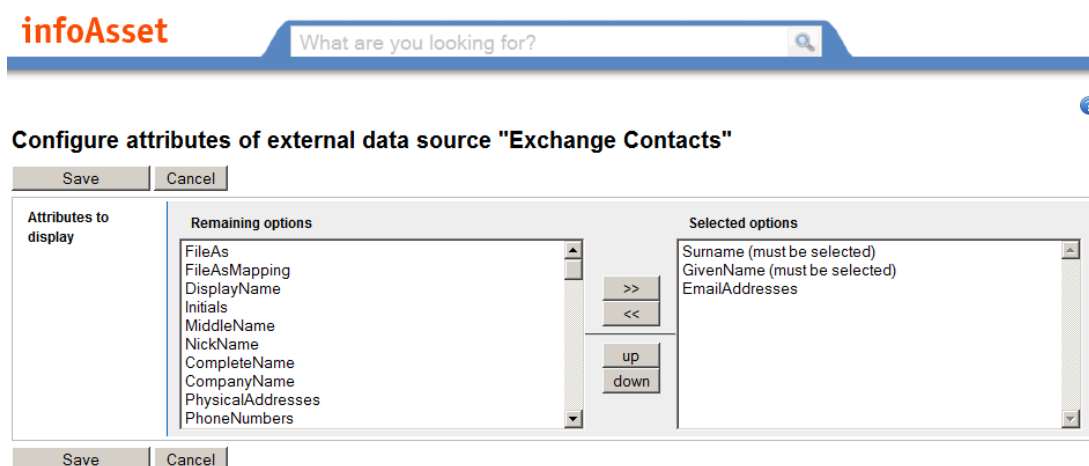 infoAsset
What are you looking for?
Configure attributes of external data source "Exchange Contacts"
Save Cancel
Attributes to
display
Remaining options
FileAs
FileAsMapping
DisplayName
Initials
MiddleName
NickName
CompleteName
CompanyName
PhysicalAddresses
PhoneNumbers
>>
<<
up
down
Selected options
Surname (must be selected)
GivenName (must be selected)
EmailAddresses
Save Cancel